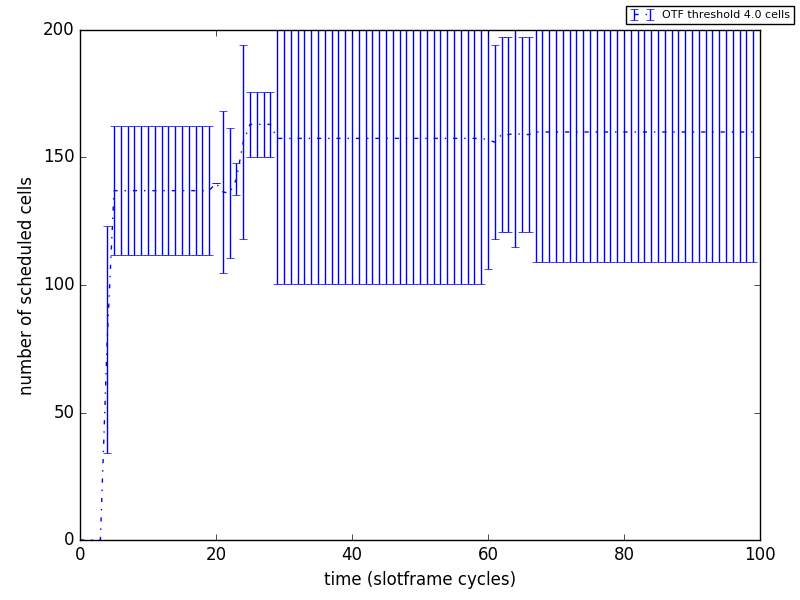 OTF threshold 4.0 cells
200
150
100
50
0
number of scheduled cells
0 20 40 60 80 100
time (slotframe cycles)